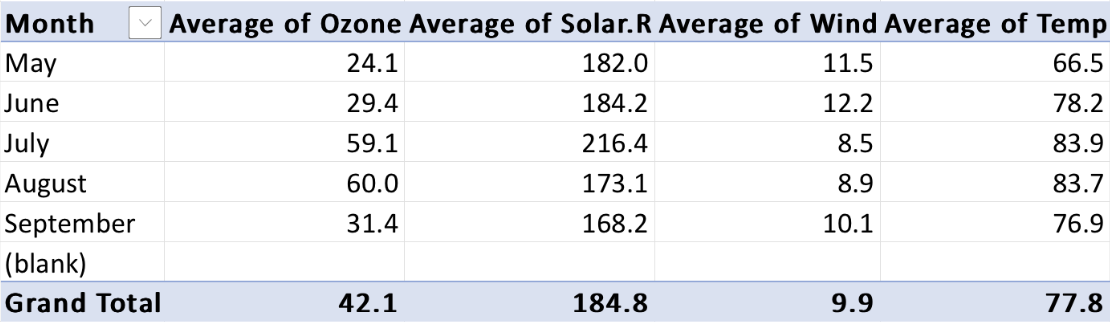 Month Average of Ozone Average of Solar.R Average of Wind Average of Temp
May 24.1 182.0 11.5 66.5
June 29.4 184.2 12.2 78.2
July 59.1 216.4 8.5 83.9
August 60.0 173.1 8.9 83.7
September 31.4 168.2 10.1 76.9
(blank)
Grand Total 42.1 184.8 9.9 77.8